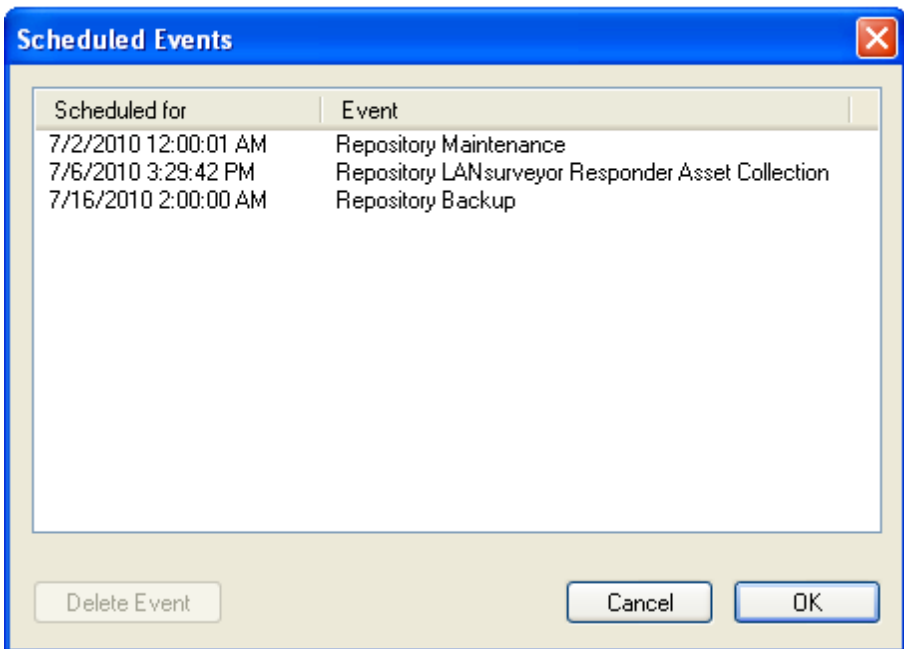 Scheduled Events
Scheduled for Event
7/2/2010 12:00:01 AM Repository Maintenance
7/6/2010 3:29:42 PM Repository LANsurveyor Responder Asset Collection
7/16/2010 2:00:00 AM Repository Backup
Delete Event Cancel OK